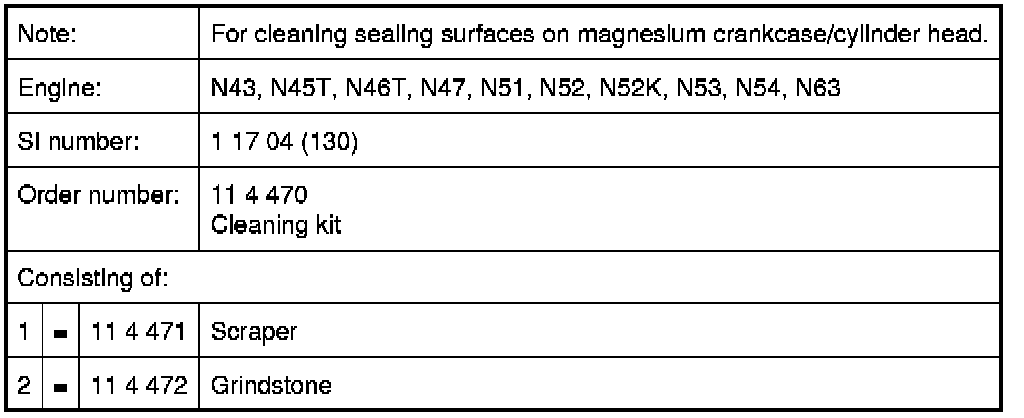 Note: For cleaning sealing surfaces on magnesium crankcase/cylinder head.
Engine: N43, N45T, N46T, N47, N51, N52, N52K, N53, N54, N63
SI number: 1 17 04 (130)
Order number: 11 4 470
Cleaning kit
Consisting of:
1 = 11 4 471 Scraper
2 = 11 4 472 Grindstone